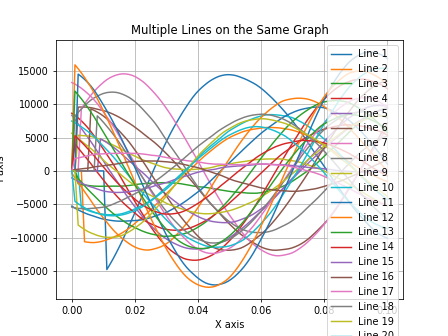 Multiple Lines on the Same Graph
15000
10000
5000
0
−5000
−10000
−15000
0.00
0.02
0.04
0.06
X axis
Line 1
Line 2
Line 3
Line 4
Line 5
Line 6
Line 7
Line 8
Line 9
Line 10
Line 11
Line 12
Line 13
Line 14
Line 15
Line 16
Line 17
Line 18
Line 19
Line 20